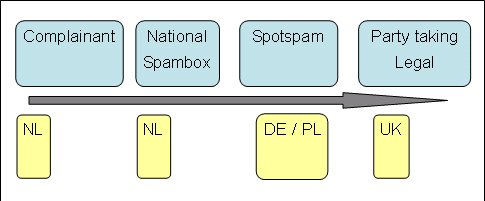 Complainant
National
Spambox
Spotspam
Party taking
Legal
NL
NL
DE / PL
UK